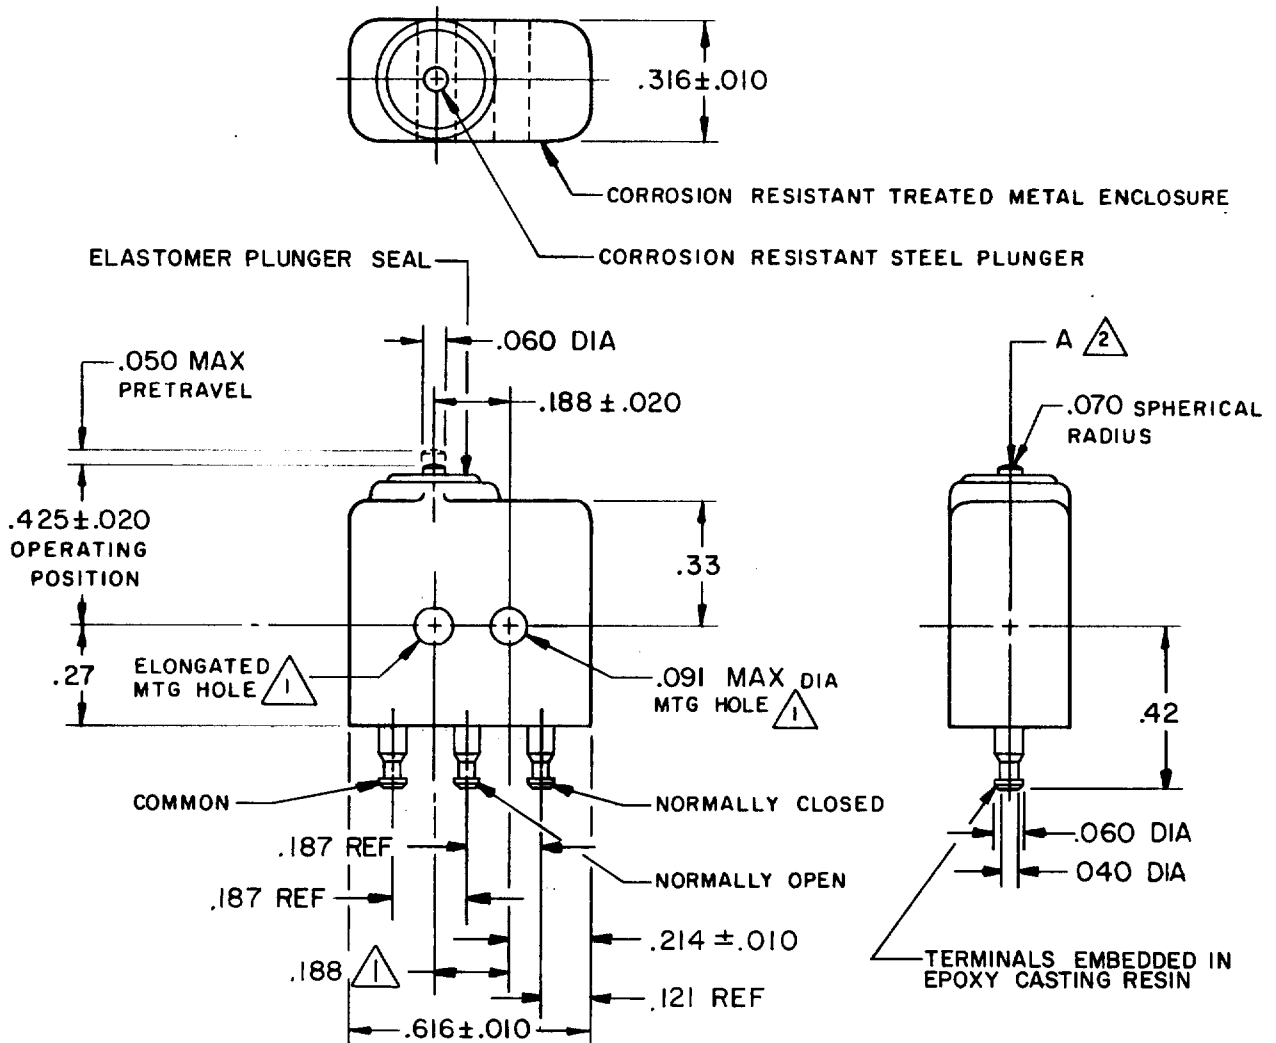 .316±.010
CORROSION RESISTANT TREATED METAL ENCLOSURE
ELASTOMER PLUNGER SEAL
CORROSION RESISTANT STEEL PLUNGER
.060 DIA
A 2
.050 MAX
PRETRAVEL
.188±.020
.070 SPHERICAL
RADIUS
.425±.020
OPERATING
POSITION
.33
.27
ELONGATED
MTG HOLE 1
.091 MAX DIA
MTG HOLE 1
.42
COMMON
NORMALLY CLOSED
.060 DIA
.187 REF
040 DIA
NORMALLY OPEN
.187 REF
.214±.010
.188 1
TERMINALS EMBEDDED IN
EPOXY CASTING RESIN
.121 REF
.616±.010